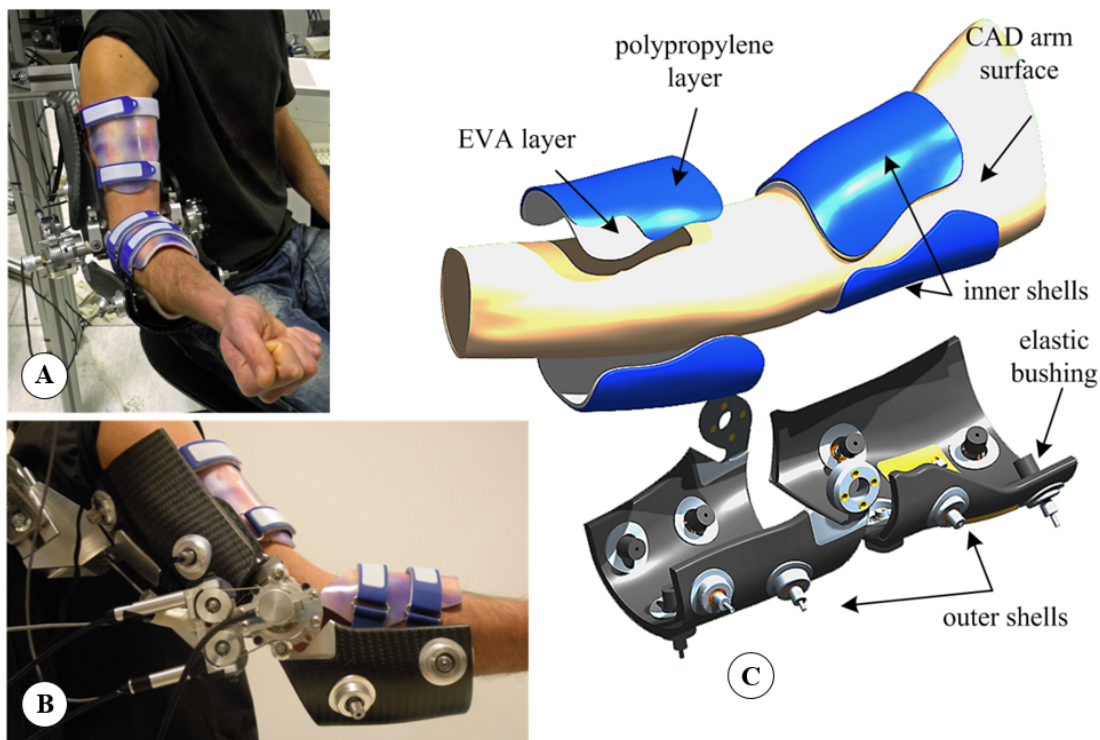 polypropylene
layer
CAD arm
surface
EVA layer
inner shells
elastic
bushing
outer shells
A
B
C